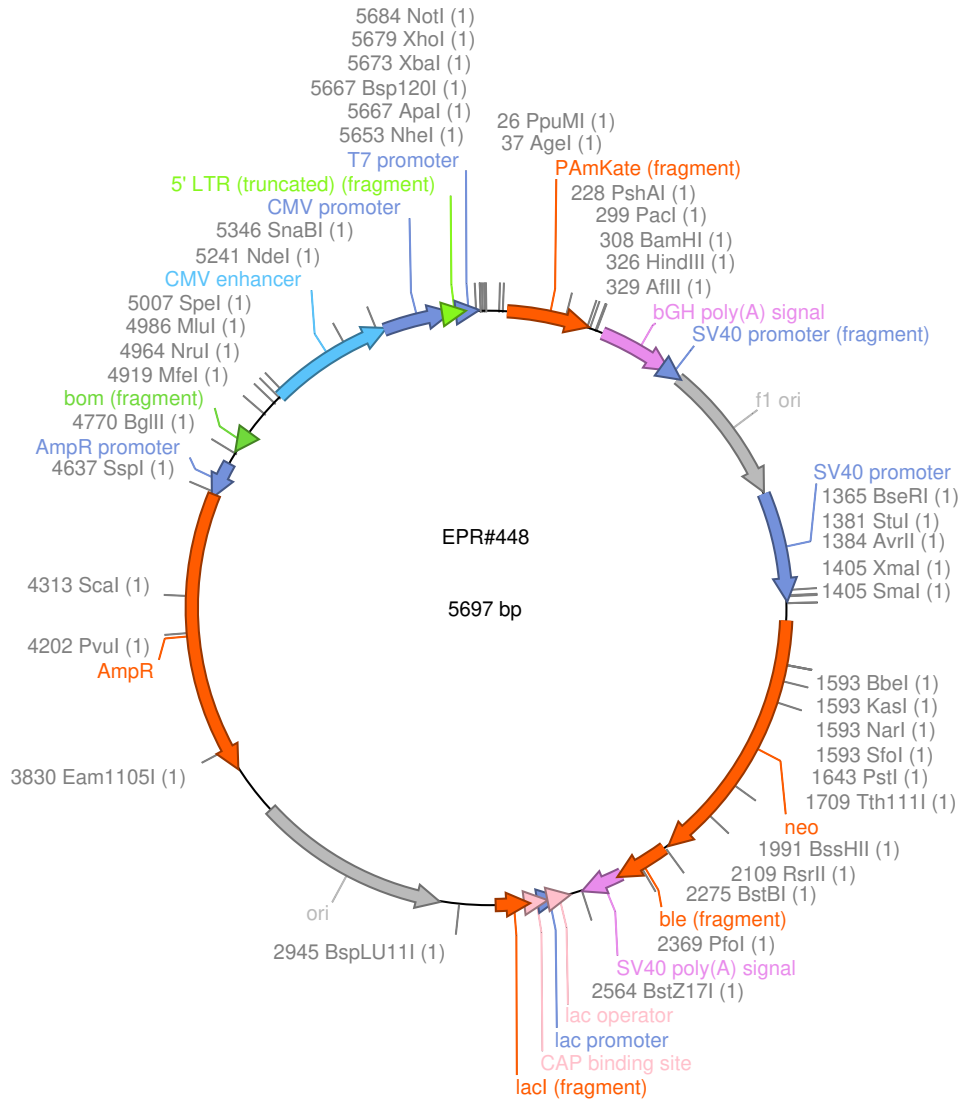 5684 NotI (1)
5679 XhoI (1)
5673 XbaI (1)
5667 Bsp120I (1)
5667 ApaI (1)
5653 NheI (1)
T7 promoter
5' LTR (truncated) (fragment)
CMV promoter
5346 SnaBI (1)
5241 NdeI (1)
CMV enhancer
5007 SpeI (1)
4986 MluI (1)
4964 NruI (1)
4919 MfeI (1)
bom (fragment)
4770 BglII (1)
AmpR promoter
4637 SspI (1)
4313 ScaI (1)
4202 PvuI (1)
AmpR
3830 Eam1105I (1)
ori
2945 BspLU11I (1)
26 PpuMI (1)
37 AgeI (1)
PAmKate (fragment)
228 PshAI (1)
299 PacI (1)
308 BamHI (1)
326 HindIII (1)
329 AflII (1)
bGH poly(A) signal
SV40 promoter (fragment)
f1 ori
SV40 promoter
1365 BseRI (1)
1381 StuI (1)
1384 AvrII (1)
1405 XmaI (1)
1405 SmaI (1)
EPR#448
5697 bp
1593 BbeI (1)
1593 KasI (1)
1593 NarI (1)
1593 SfoI (1)
1643 PstI (1)
1709 Tth111I (1)
neo
1991 BssHII (1)
2109 RsrII (1)
2275 BstBI (1)
ble (fragment)
2369 PfoI (1)
SV40 poly(A) signal
2564 BstZ17I (1)
lac operator
lac promoter
CAP binding site
lacI (fragment)